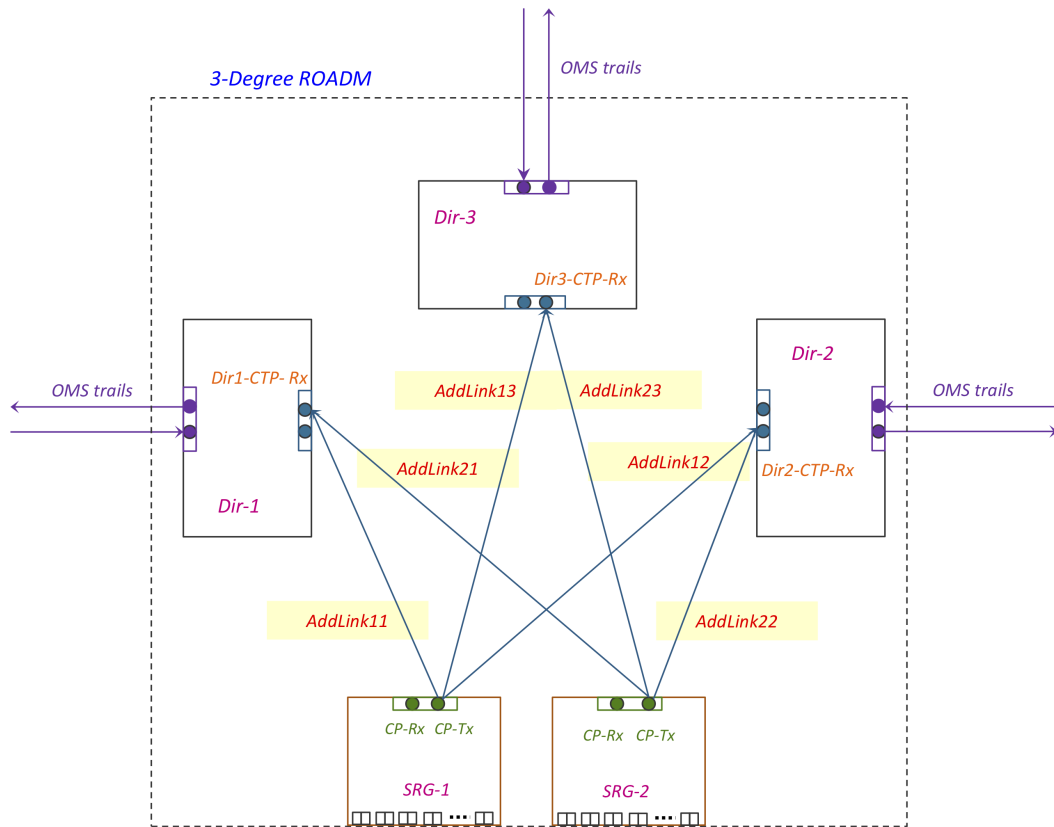 OMS trails
3-Degree ROADM
Dir-3
Dir3-CTP-Rx
Dir-2
Dir1-CTP- Rx
OMS trails
AddLink13
AddLink23
OMS trails
AddLink21
AddLink12
Dir2-CTP-Rx
Dir-1
AddLink11
AddLink22
CP-Rx CP-Tx
CP-Rx CP-Tx
SRG-1
SRG-2